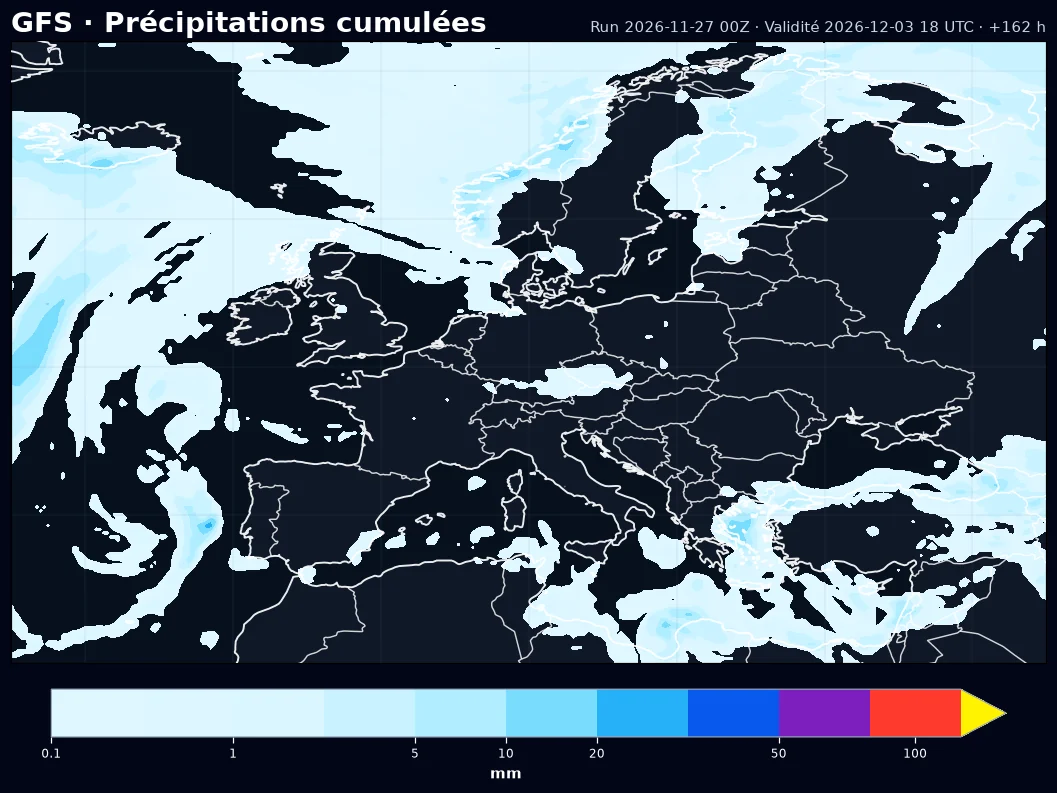 GFS · Précipitations cumulées
Run 2026-11-27 00Z · Validité 2026-12-03 18 UTC · +162 h
0.1 1 5 10 20 50 100
mm